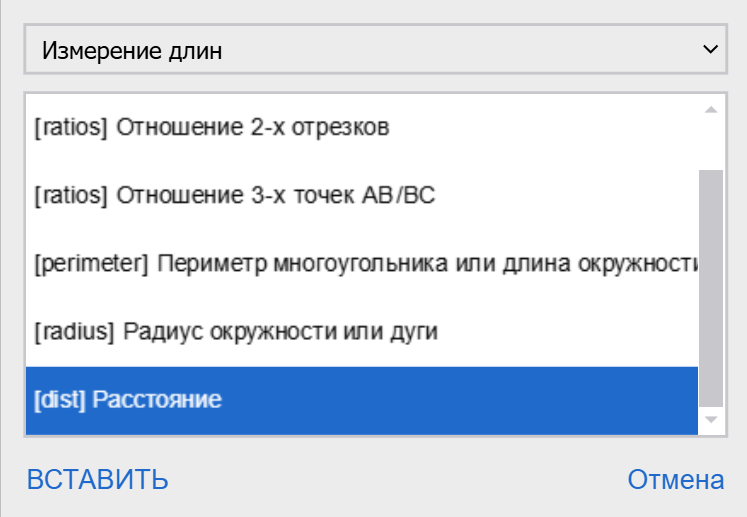 Измерение длин
[ratios] Отношение 2-х отрезков
[ratios] Отношение 3-х точек AB/BC
[perimeter] Периметр многоугольника или длина окружности
[radius] Радиус окружности или дуги
[dist] Расстояние
ВСТАВИТЬ
Отмена